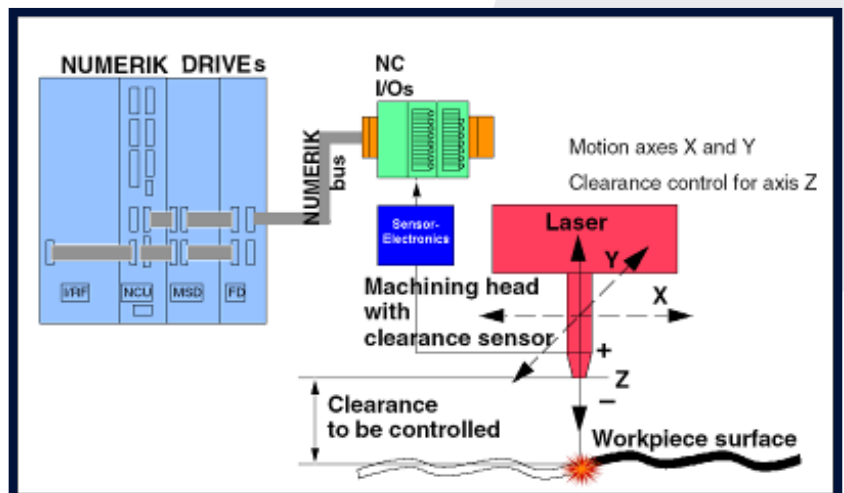 NUMERIK DRIVEs
NC
I/Os
NUMERIK
bus
Motion axes X and Y
Clearance control for axis Z
Sensor-
Electronics
Laser
Y
Machining head
with
clearance sensor
X
I/RF
NCU
MSD
FD
+
Z
−
Clearance
to be controlled
Workpiece surface